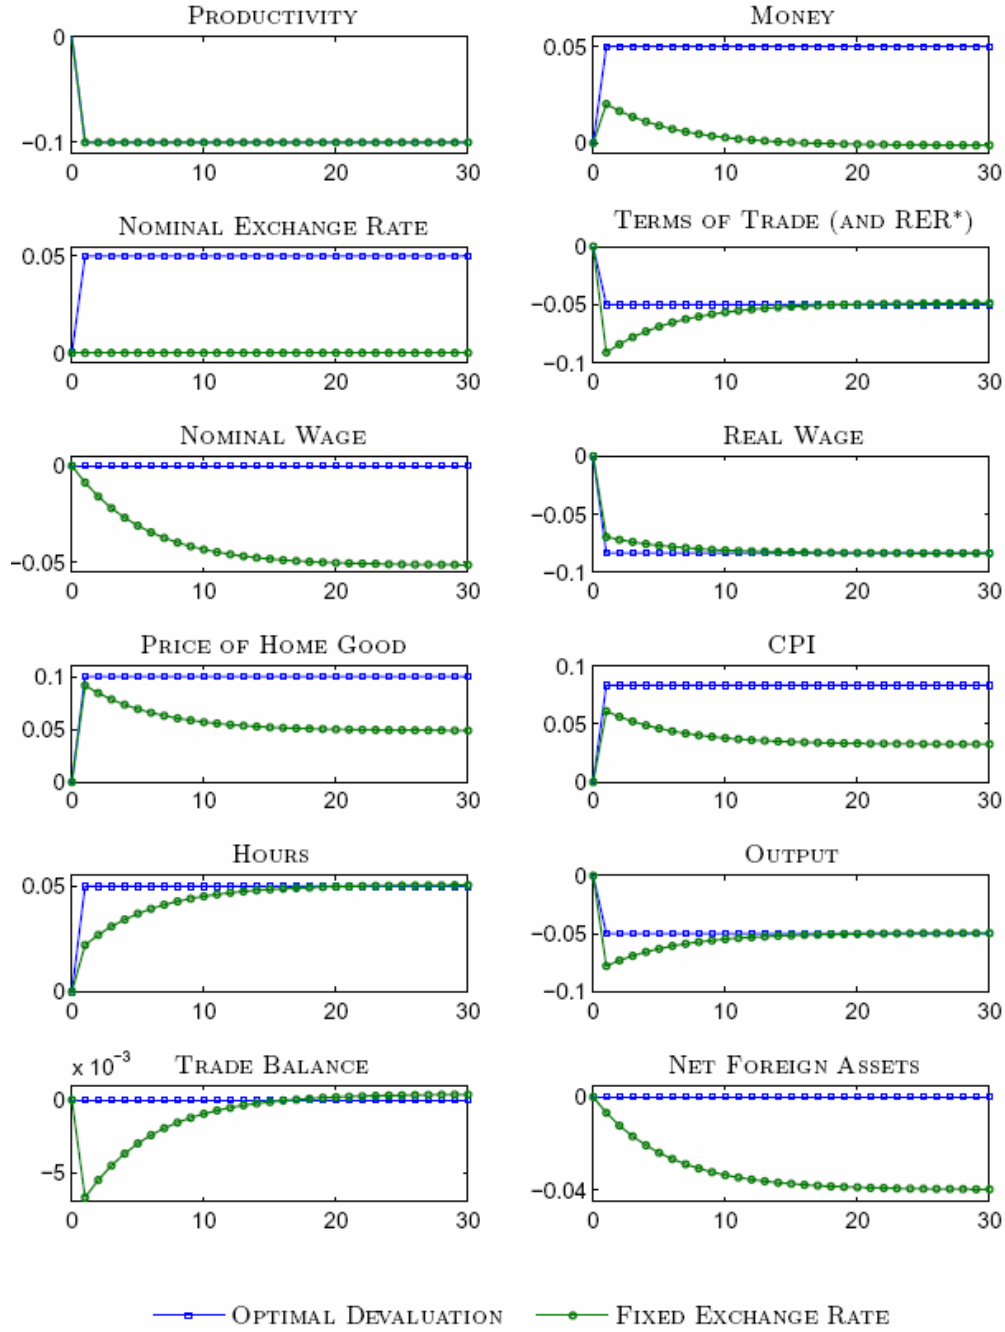 PRODUCTIVITY
0
−0.1
0 10 20 30
MONEY
0.05
0
0 10 20 30
NOMINAL EXCHANGE RATE
0.05
0
0 10 20 30
TERMS OF TRADE (AND RER*)
0
−0.05
−0.1
0 10 20 30
NOMINAL WAGE
0
−0.05
0 10 20 30
REAL WAGE
0
−0.05
−0.1
0 10 20 30
PRICE OF HOME GOOD
0.1
0.05
0
0 10 20 30
CPI
0.1
0.05
0
0 10 20 30
HOURS
0.05
0
0 10 20 30
OUTPUT
0
−0.05
−0.1
0 10 20 30
x 10⁻³ TRADE BALANCE
0
−5
0 10 20 30
NET FOREIGN ASSETS
0
−0.04
0 10 20 30
OPTIMAL DEVALUATION FIXED EXCHANGE RATE